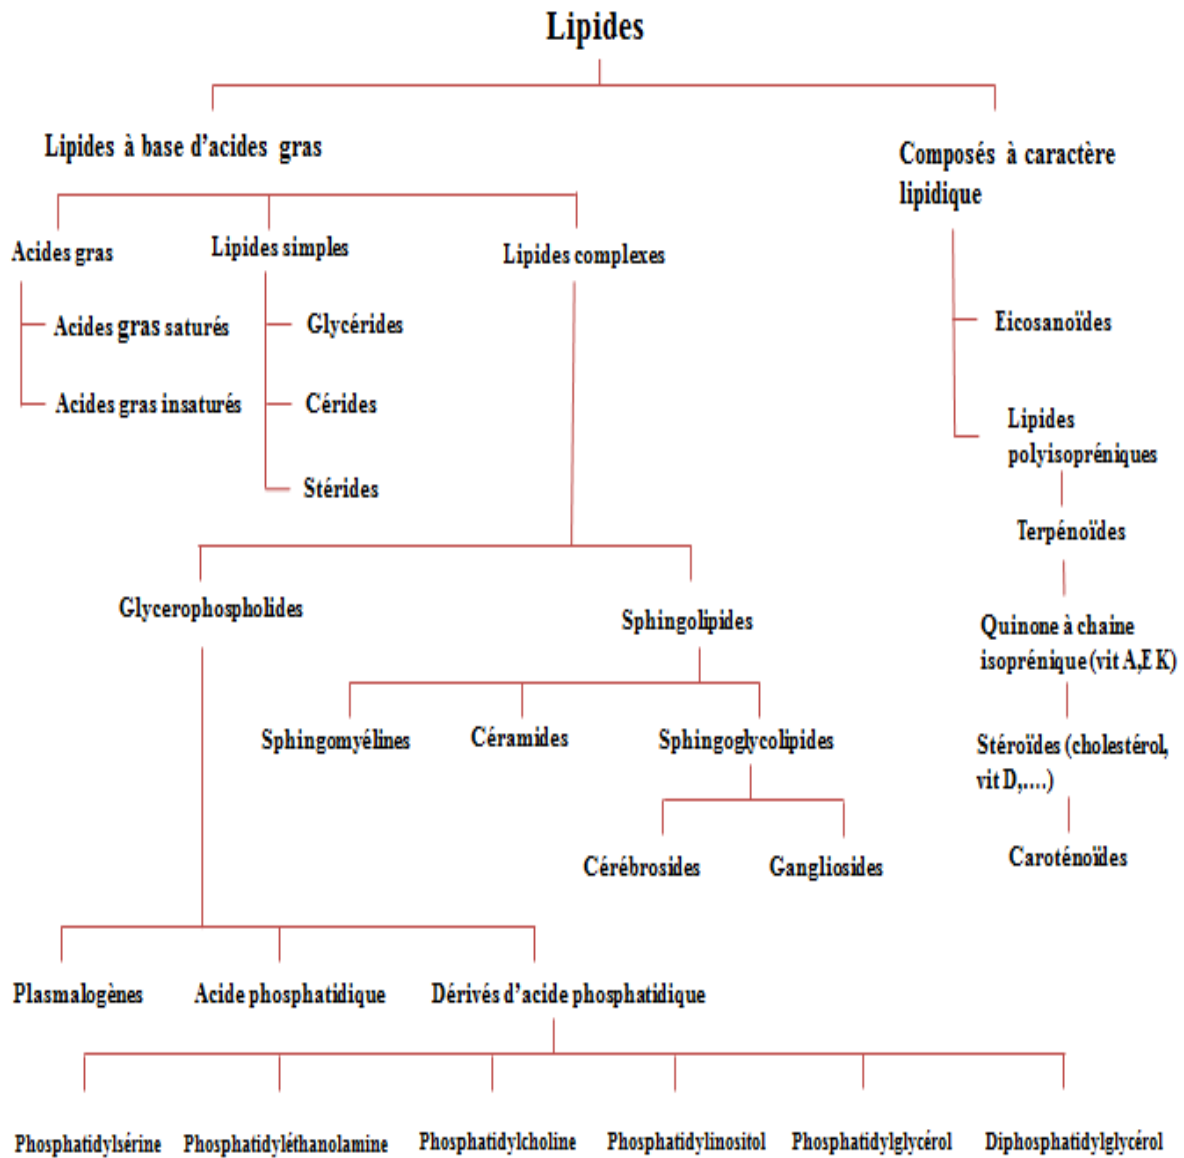 Lipides
Lipides à base d’acides gras
Composés à caractère
lipidique
Acides gras
Lipides simples
Lipides complexes
Acides gras saturés
Glycérides
Eicosanoïdes
Acides gras insaturés
Cérides
Lipides
polyisopréniques
Stérides
Terpénoïdes
Glycerophospholides
Sphingolipides
Quinone à chaine
isoprénique (vit A,E K)
Sphingomyélines
Céramides
Sphingoglycolipides
Stéroïdes (cholestérol,
vit D,....)
Cérébrosides
Gangliosides
Caroténoïdes
Plasmalogènes
Acide phosphatidique
Dérivés d’acide phosphatidique
Phosphatidylsérine
Phosphatidyléthanolamine
Phosphatidylcholine
Phosphatidylinositol
Phosphatidylglycérol
Diphosphatidylglycérol